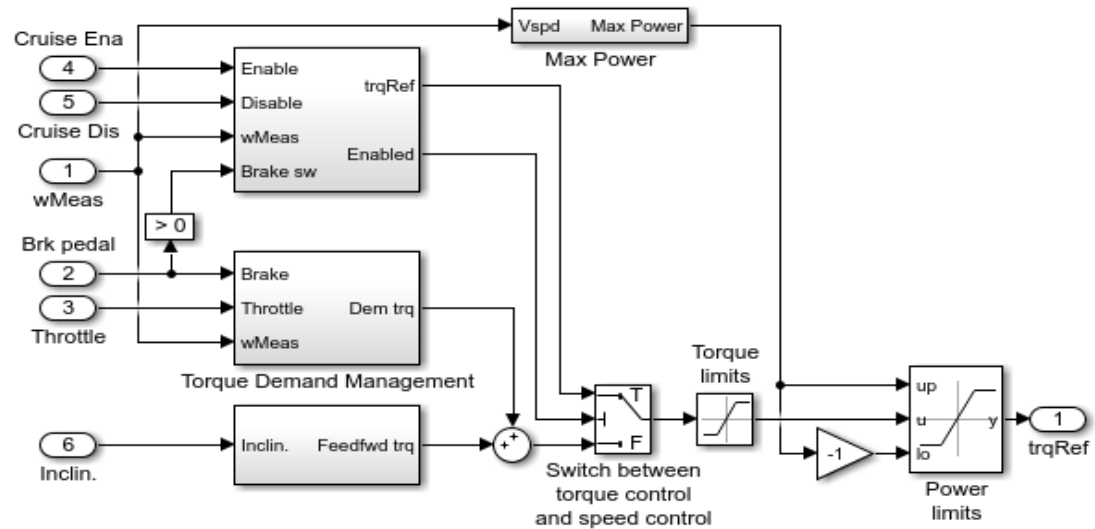 Cruise Ena
4
5
Cruise Dis
1
wMeas
Enable
Disable
wMeas
Brake sw
trqRef
Enabled
Vspd Max Power
Max Power
> 0
Brk pedal
2
3
Throttle
Brake
Throttle
wMeas
Dem trq
Torque Demand Management
6
Inclin.
Inclin. Feedfwd trq
++
T
F
Switch between
torque control
and speed control
Torque
limits
-1
up
u
lo
y
Power
limits
1
trqRef